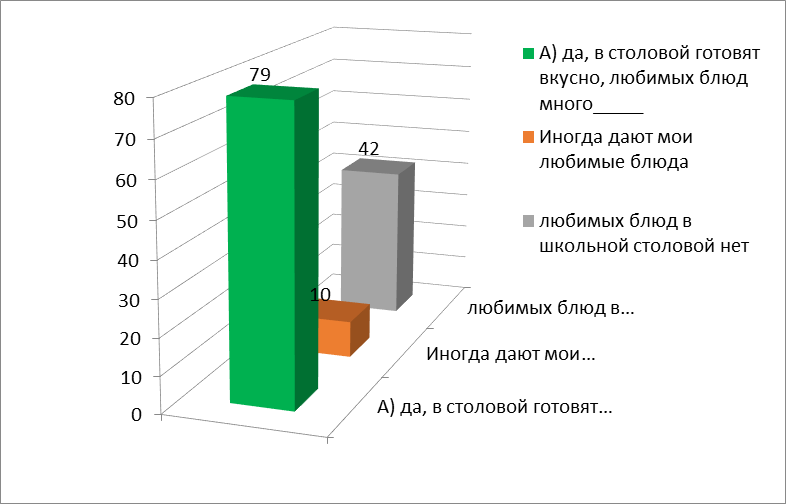 79
42
10
80
70
60
50
40
30
20
10
0
любимых блюд в...
Иногда дают мои...
А) да, в столовой готовят...
А) да, в столовой готовят
вкусно, любимых блюд
много_____
Иногда дают мои
любимые блюда
любимых блюд в
школьной столовой нет